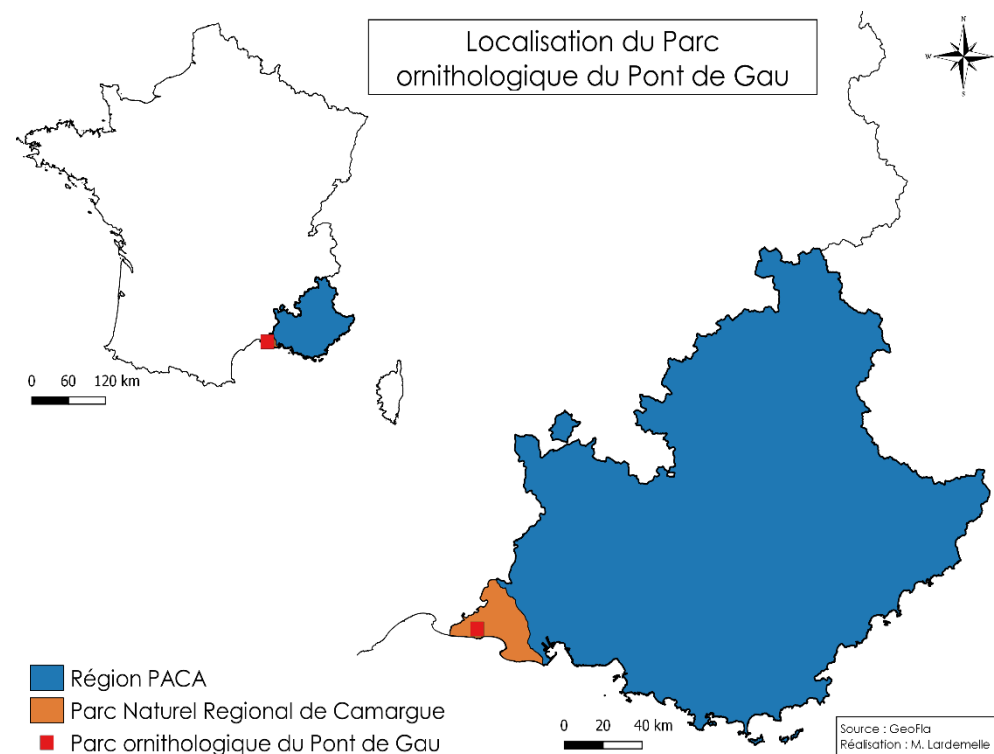 Localisation du Parc
ornithologique du Pont de Gau
N
W
E
S
0 60 120 km
Région PACA
Parc Naturel Regional de Camargue
Parc ornithologique du Pont de Gau
0 20 40 km
Source : GeoFla
Réalisation : M. Lardemelle